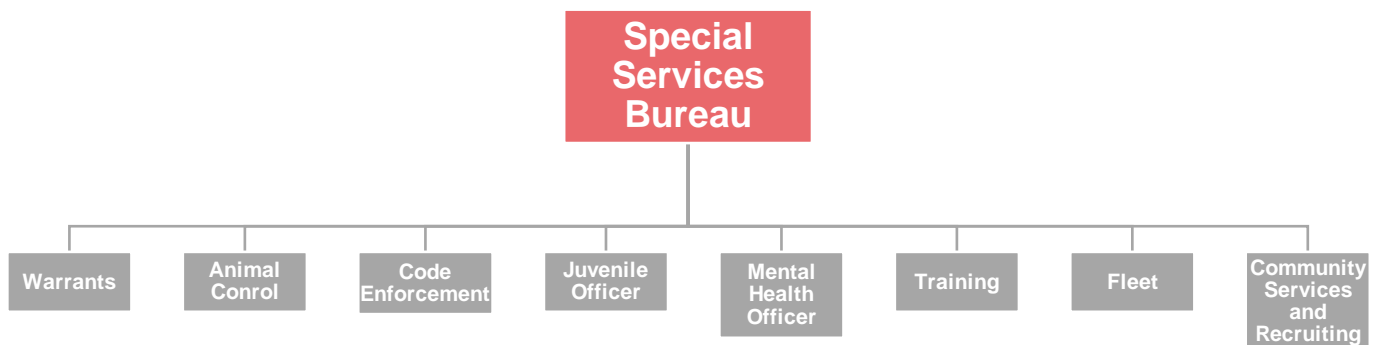 Special
Services
Bureau
Warrants
Animal
Conrol
Code
Enforcement
Juvenile
Officer
Mental
Health
Officer
Training
Fleet
Community
Services
and
Recruiting